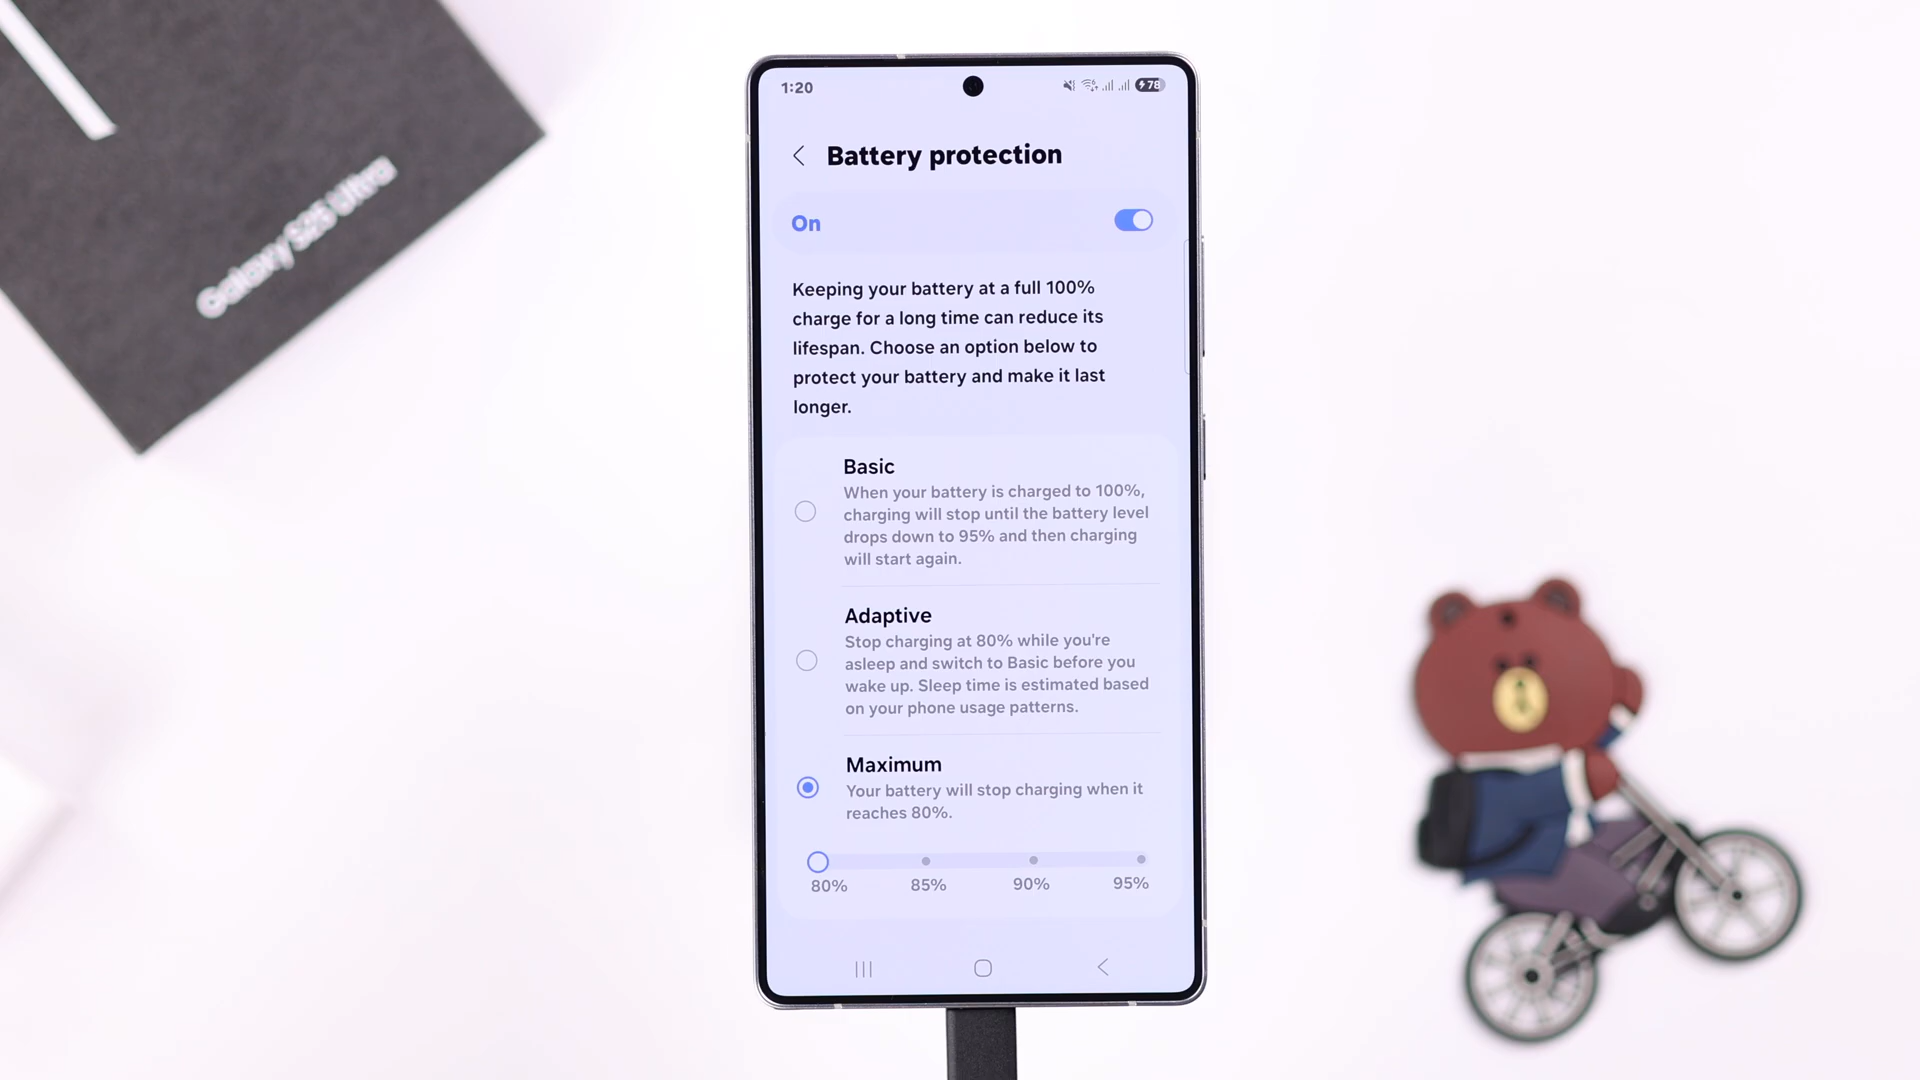 Galaxy S25 Ultra
1:20
78
Battery protection
On
Keeping your battery at a full 100%
charge for a long time can reduce its
lifespan. Choose an option below to
protect your battery and make it last
longer.
Basic
When your battery is charged to 100%,
charging will stop until the battery level
drops down to 95% and then charging
will start again.
Adaptive
Stop charging at 80% while you're
asleep and switch to Basic before you
wake up. Sleep time is estimated based
on your phone usage patterns.
Maximum
Your battery will stop charging when it
reaches 80%.
80% 85% 90% 95%